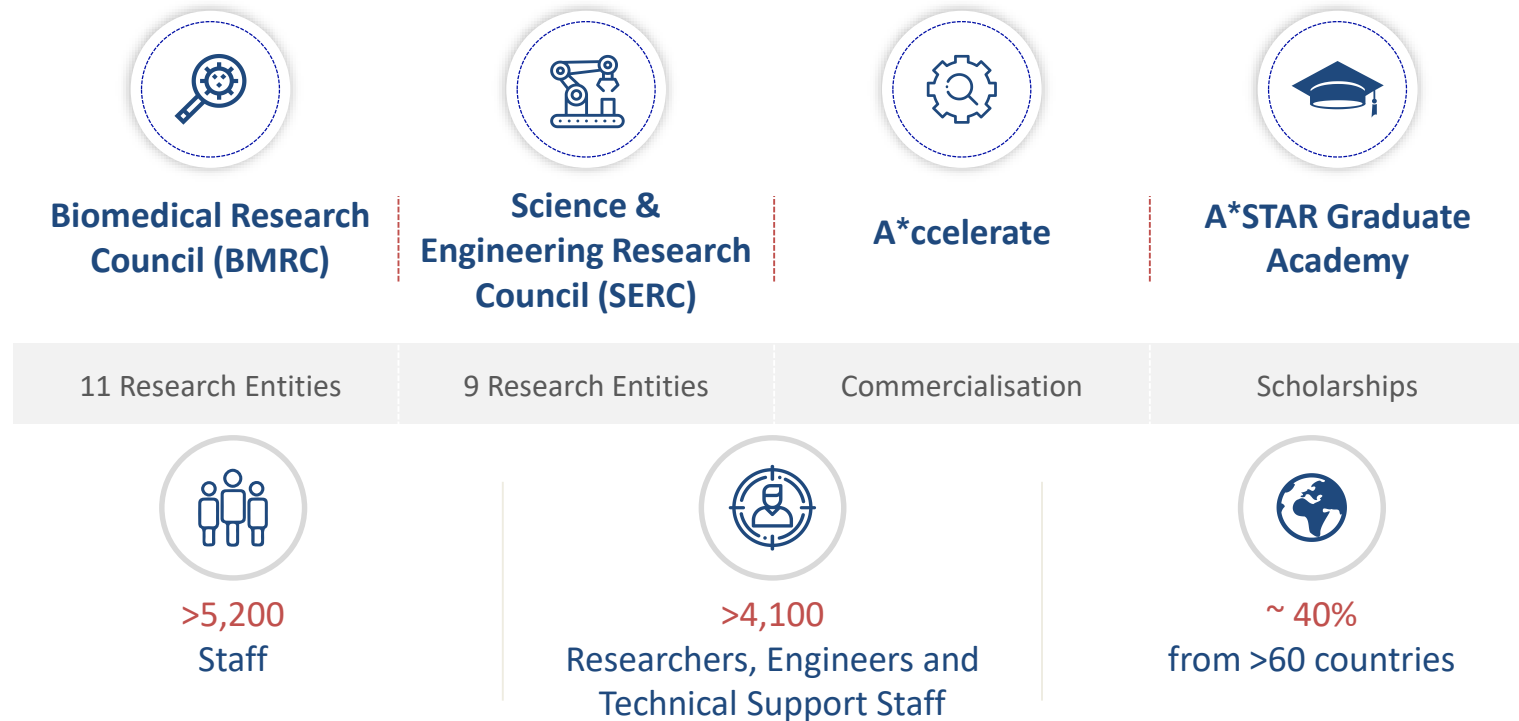 Biomedical Research
Council (BMRC)
Science &
Engineering Research
Council (SERC)
A*ccelerate
A*STAR Graduate
Academy
11 Research Entities
9 Research Entities
Commercialisation
Scholarships
>5,200
Staff
>4,100
Researchers, Engineers and
Technical Support Staff
~ 40%
from >60 countries